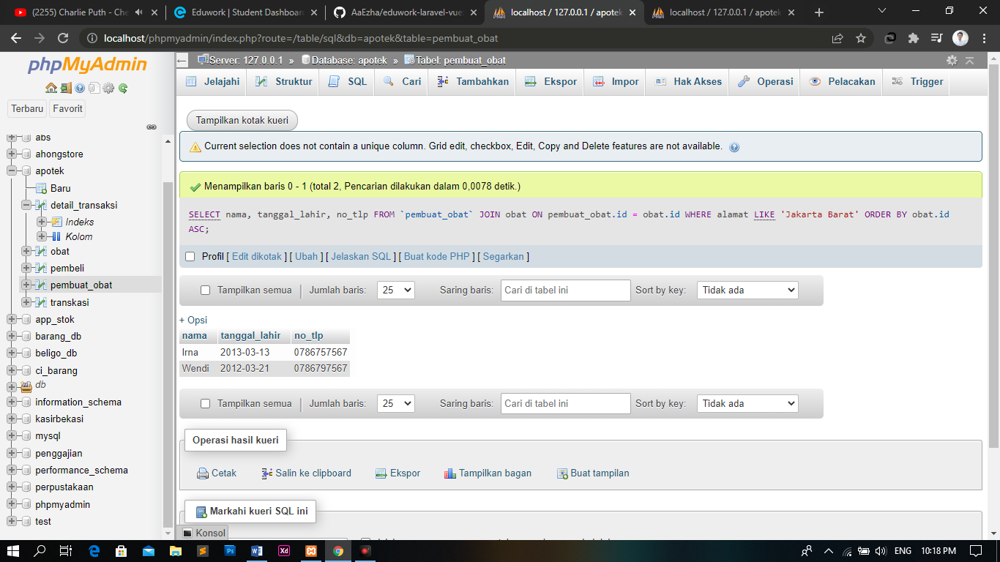 (2255) Charlie Puth - Che
Eduwork | Student Dashboard
AaEzha/eduwork-laravel-vue
localhost / 127.0.0.1 / apotek
localhost / 127.0.0.1 / apotek
localhost/phpmyadmin/index.php?route=/table/sql&db=apotek&table=pembuat_obat
phpMyAdmin
Terbaru Favorit
abs
ahongstore
apotek
Baru
detail_transaksi
Indeks
Kolom
obat
pembeli
pembuat_obat
transkasi
app_stok
barang_db
beligo_db
ci_barang
db
information_schema
kasirbekasi
mysql
penggajian
performance_schema
perpustakaan
phpmyadmin
test
Server: 127.0.0.1 » Database: apotek » Tabel: pembuat_obat
Jelajahi Struktur SQL Cari Tambahkan Ekspor Impor Hak Akses Operasi Pelacakan Trigger
Tampilkan kotak kueri
Current selection does not contain a unique column. Grid edit, checkbox, Edit, Copy and Delete features are not available.
Menampilkan baris 0 - 1 (total 2, Pencarian dilakukan dalam 0,0078 detik.)
SELECT nama, tanggal_lahir, no_tlp FROM `pembuat_obat` JOIN obat ON pembuat_obat.id = obat.id WHERE alamat LIKE 'Jakarta Barat' ORDER BY obat.id
ASC;
Profil [ Edit dikotak ] [ Ubah ] [ Jelaskan SQL ] [ Buat kode PHP ] [ Segarkan ]
Tampilkan semua | Jumlah baris: 25 Saring baris: Cari di tabel ini Sort by key: Tidak ada
+ Opsi
nama tanggal_lahir no_tlp
Irna 2013-03-13 0786757567
Wendi 2012-03-21 0786797567
Tampilkan semua | Jumlah baris: 25 Saring baris: Cari di tabel ini Sort by key: Tidak ada
Operasi hasil kueri
Cetak Salin ke clipboard Ekspor Tampilkan bagan Buat tampilan
Markahi kueri SQL ini
Konsol
ENG 10:18 PM